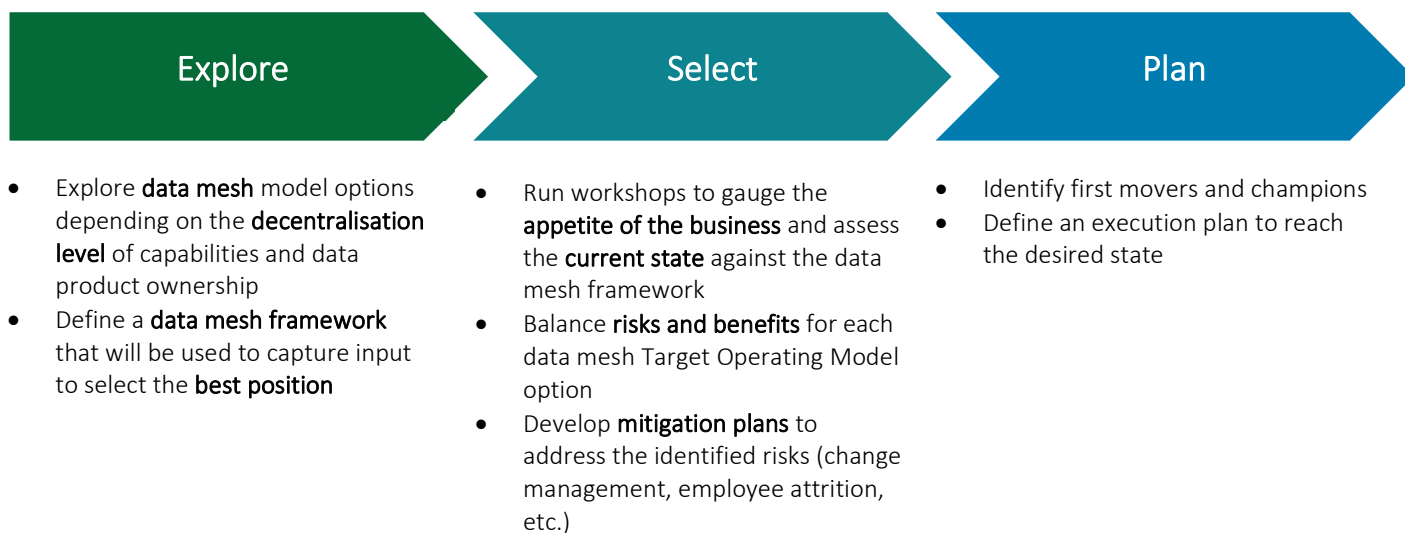 Explore
Select
Plan
• Explore data mesh model options
depending on the decentralisation
level of capabilities and data
product ownership
• Define a data mesh framework
that will be used to capture input
to select the best position
• Run workshops to gauge the
appetite of the business and assess
the current state against the data
mesh framework
• Balance risks and benefits for each
data mesh Target Operating Model
option
• Develop mitigation plans to
address the identified risks (change
management, employee attrition,
etc.)
• Identify first movers and champions
• Define an execution plan to reach
the desired state